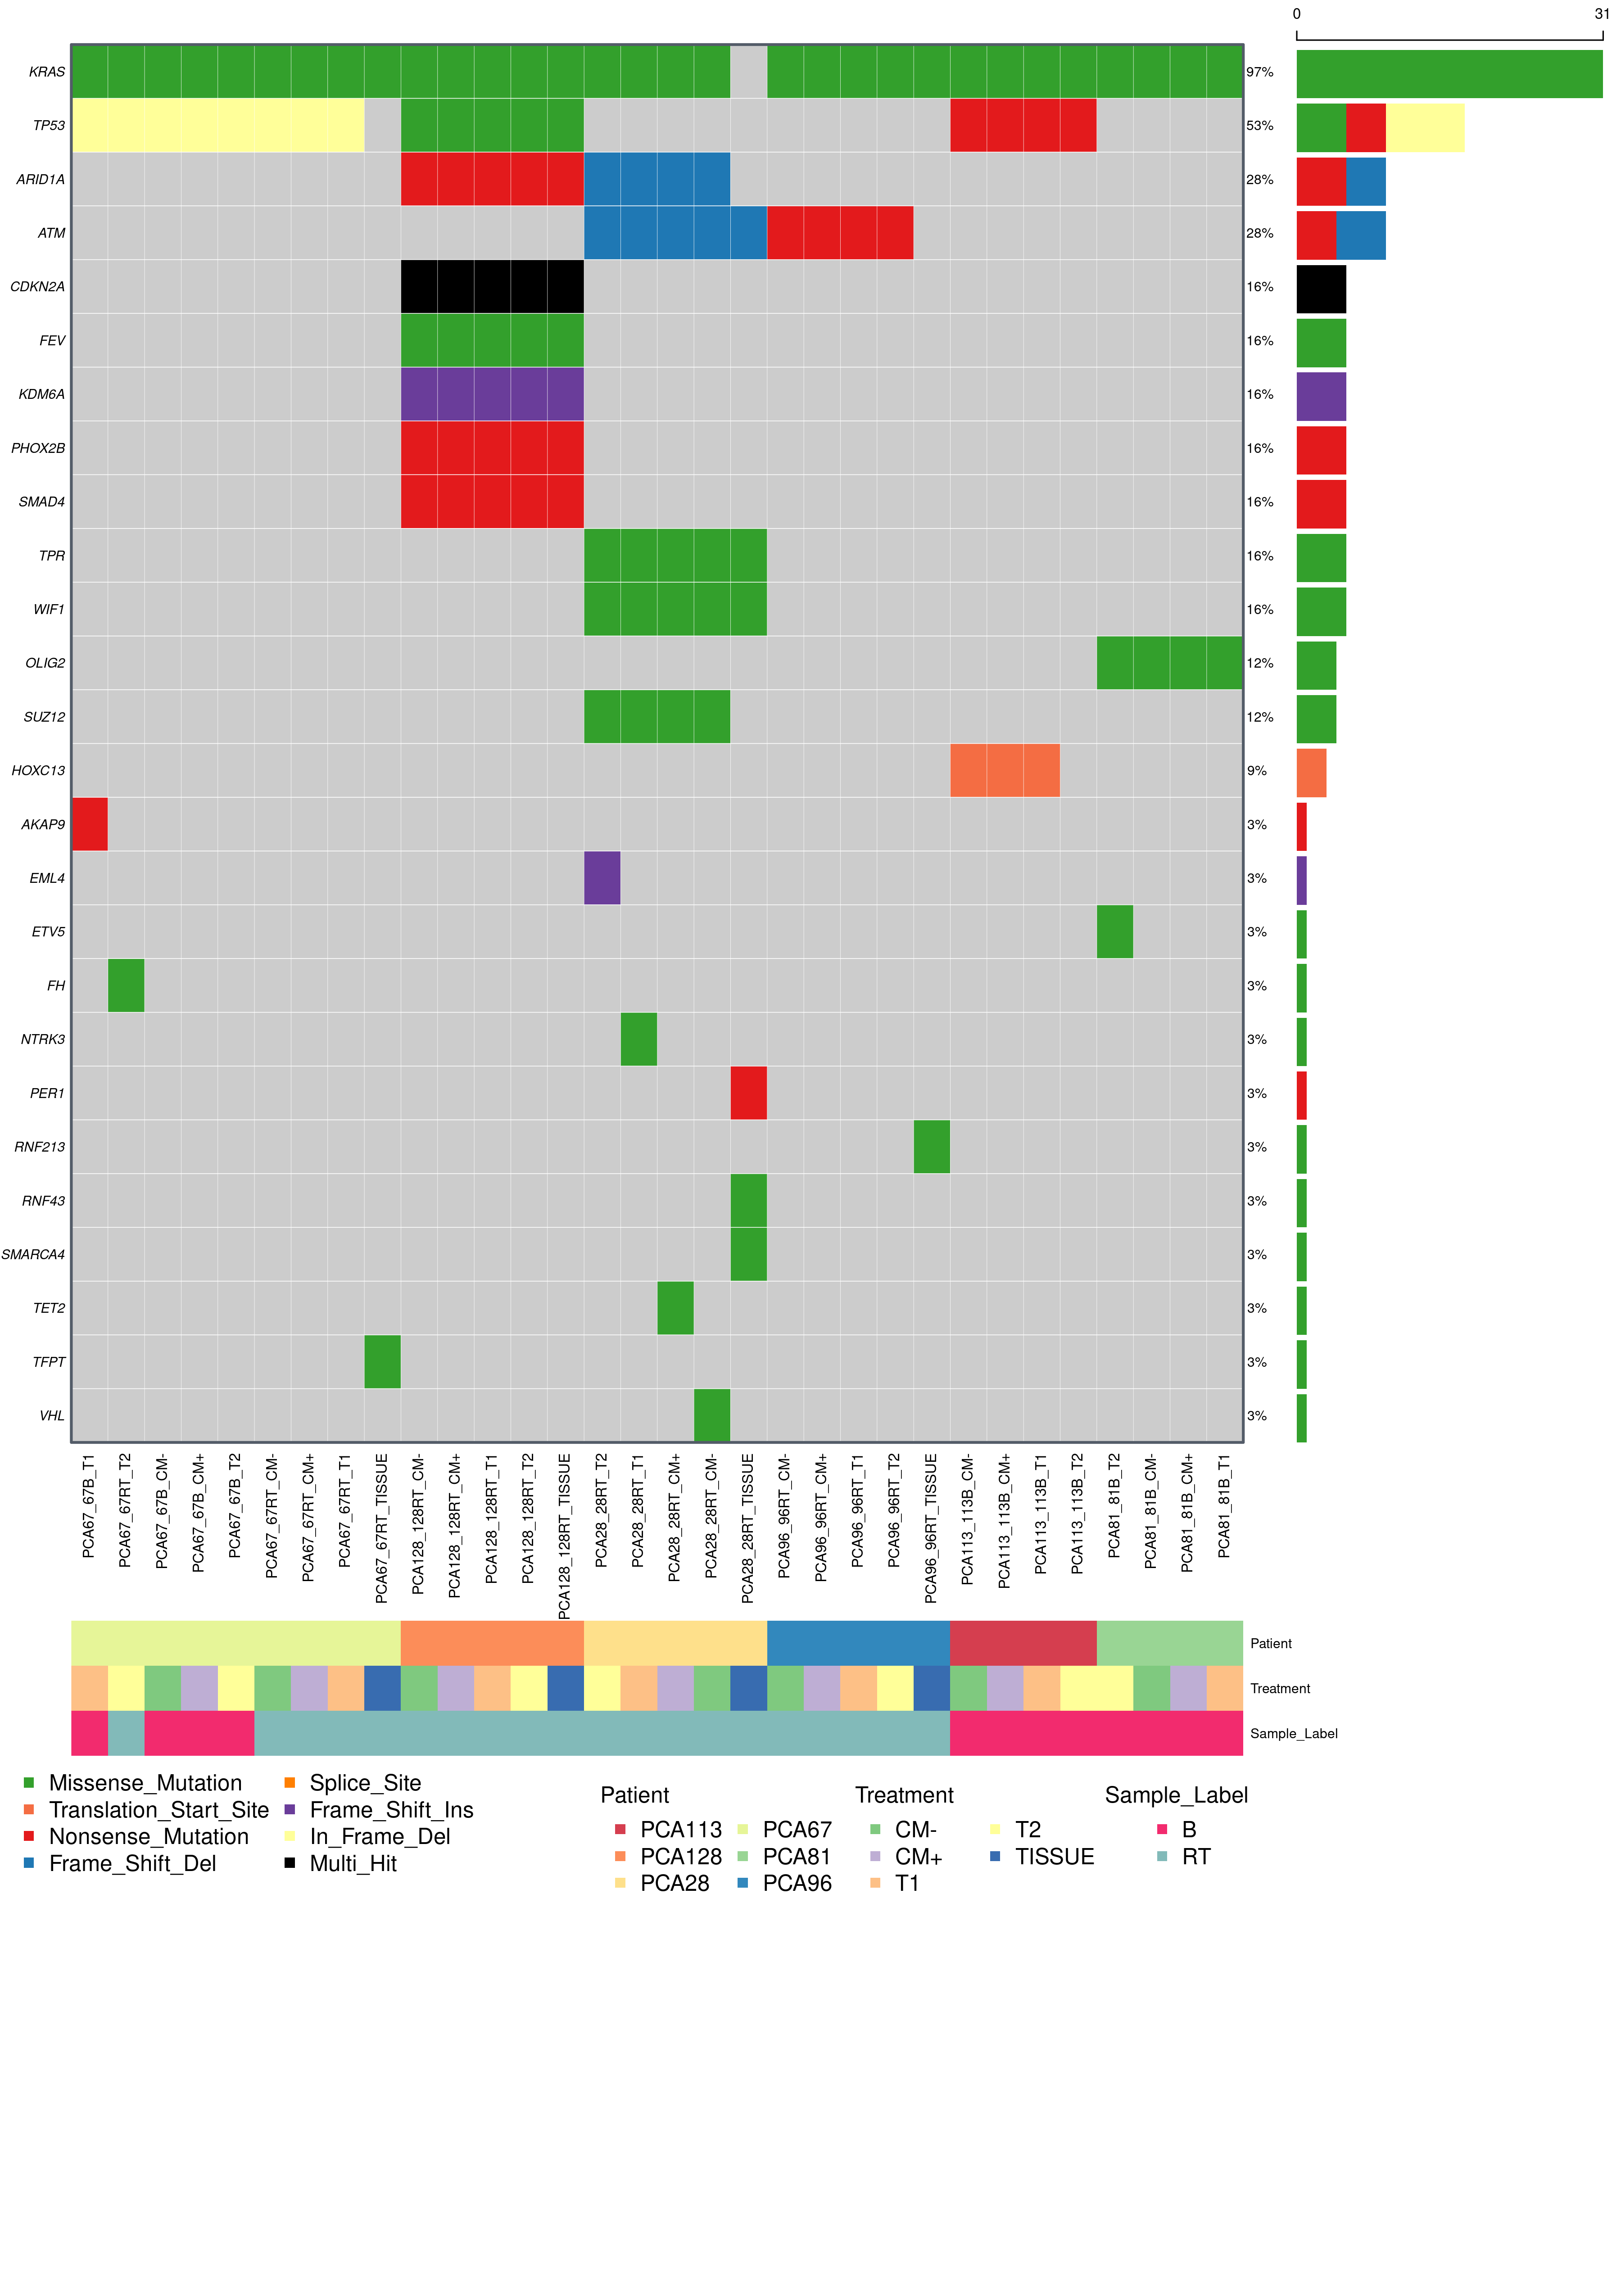 0 31
KRAS 97%
TP53 53%
ARID1A 28%
ATM 28%
CDKN2A 16%
FEV 16%
KDM6A 16%
PHOX2B 16%
SMAD4 16%
TPR 16%
WIF1 16%
OLIG2 12%
SUZ12 12%
HOXC13 9%
AKAP9 3%
EML4 3%
ETV5 3%
FH 3%
NTRK3 3%
PER1 3%
RNF213 3%
RNF43 3%
SMARCA4 3%
TET2 3%
TFPT 3%
VHL 3%
PCA67_67B_T1
PCA67_67RT_T2
PCA67_67B_CM-
PCA67_67B_CM+
PCA67_67B_T2
PCA67_67RT_CM-
PCA67_67RT_CM+
PCA67_67RT_T1
PCA67_67RT_TISSUE
PCA128_128RT_CM-
PCA128_128RT_CM+
PCA128_128RT_T1
PCA128_128RT_T2
PCA128_128RT_TISSUE
PCA28_28RT_T2
PCA28_28RT_T1
PCA28_28RT_CM+
PCA28_28RT_CM-
PCA28_28RT_TISSUE
PCA96_96RT_CM-
PCA96_96RT_CM+
PCA96_96RT_T1
PCA96_96RT_T2
PCA96_96RT_TISSUE
PCA113_113B_CM-
PCA113_113B_CM+
PCA113_113B_T1
PCA113_113B_T2
PCA81_81B_T2
PCA81_81B_CM-
PCA81_81B_CM+
PCA81_81B_T1
Patient
Treatment
Sample_Label
Missense_Mutation Splice_Site
Translation_Start_Site Frame_Shift_Ins
Nonsense_Mutation In_Frame_Del
Frame_Shift_Del Multi_Hit
Patient Treatment Sample_Label
PCA113 PCA67 CM- T2 B
PCA128 PCA81 CM+ TISSUE RT
PCA28 PCA96 T1